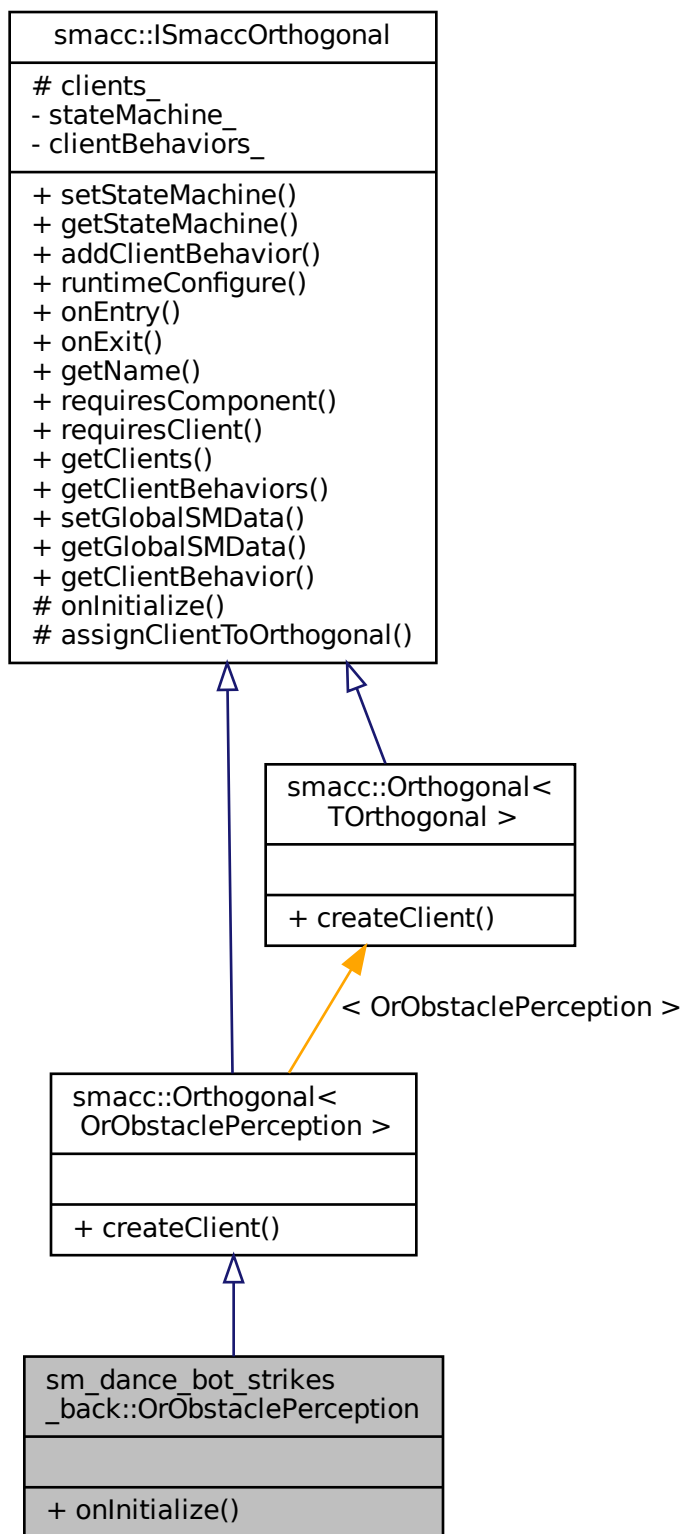 smacc::ISmaccOrthogonal
# clients_
- stateMachine_
- clientBehaviors_
+ setStateMachine()
+ getStateMachine()
+ addClientBehavior()
+ runtimeConfigure()
+ onEntry()
+ onExit()
+ getName()
+ requiresComponent()
+ requiresClient()
+ getClients()
+ getClientBehaviors()
+ setGlobalSMData()
+ getGlobalSMData()
+ getClientBehavior()
# onInitialize()
# assignClientToOrthogonal()
smacc::Orthogonal<
TOrthogonal >
+ createClient()
< OrObstaclePerception >
smacc::Orthogonal<
OrObstaclePerception >
+ createClient()
sm_dance_bot_strikes
_back::OrObstaclePerception
+ onInitialize()